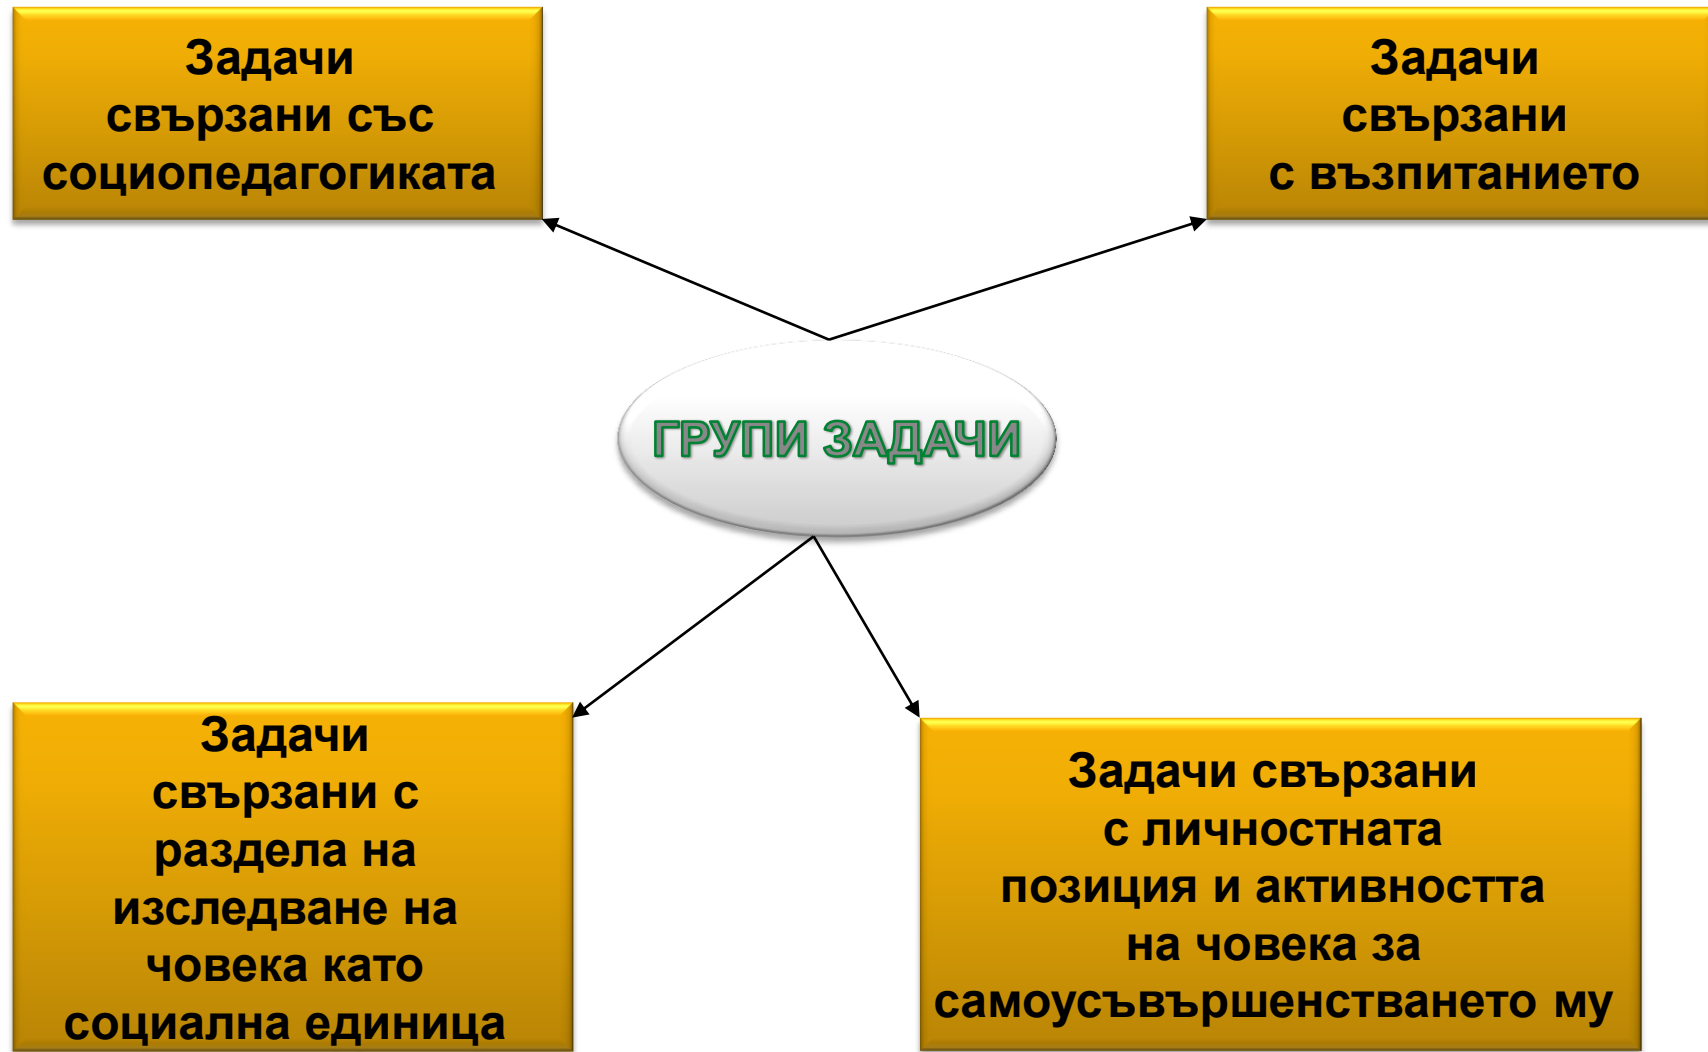 Задачи
свързани със
социопедагогиката
Задачи
свързани
с възпитанието
ГРУПИ ЗАДАЧИ
Задачи
свързани с
раздела на
изследване на
човека като
социална единица
Задачи свързани
с личностната
позиция и активността
на човека за
самоусъвършенстването му